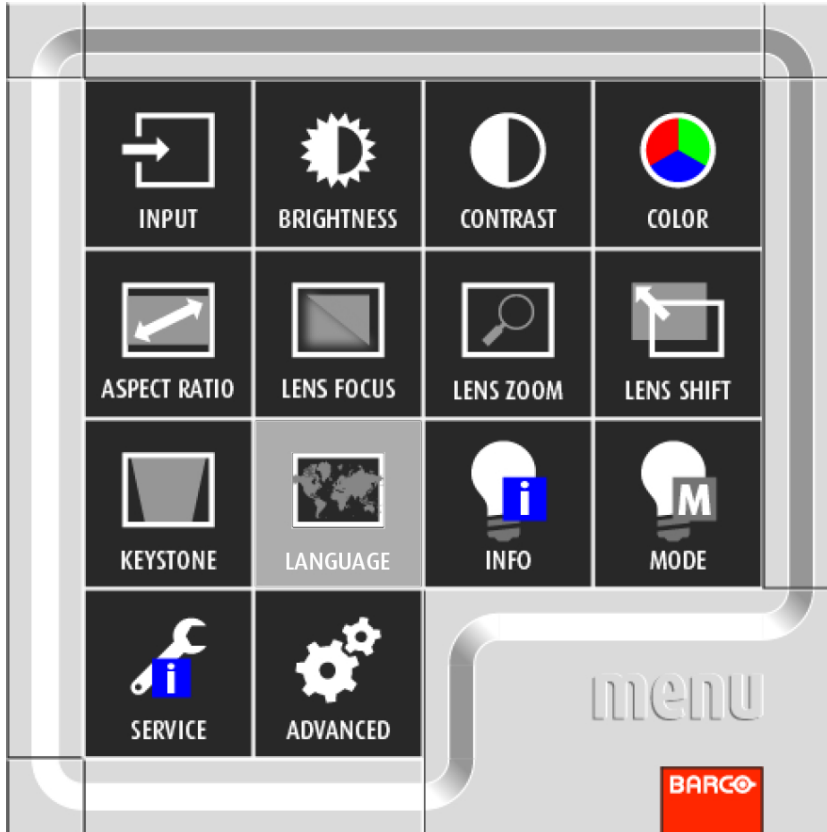 INPUT
BRIGHTNESS
CONTRAST
COLOR
ASPECT RATIO
LENS FOCUS
LENS ZOOM
LENS SHIFT
KEYSTONE
LANGUAGE
i
INFO
M
MODE
i
SERVICE
ADVANCED
menu
BARCO